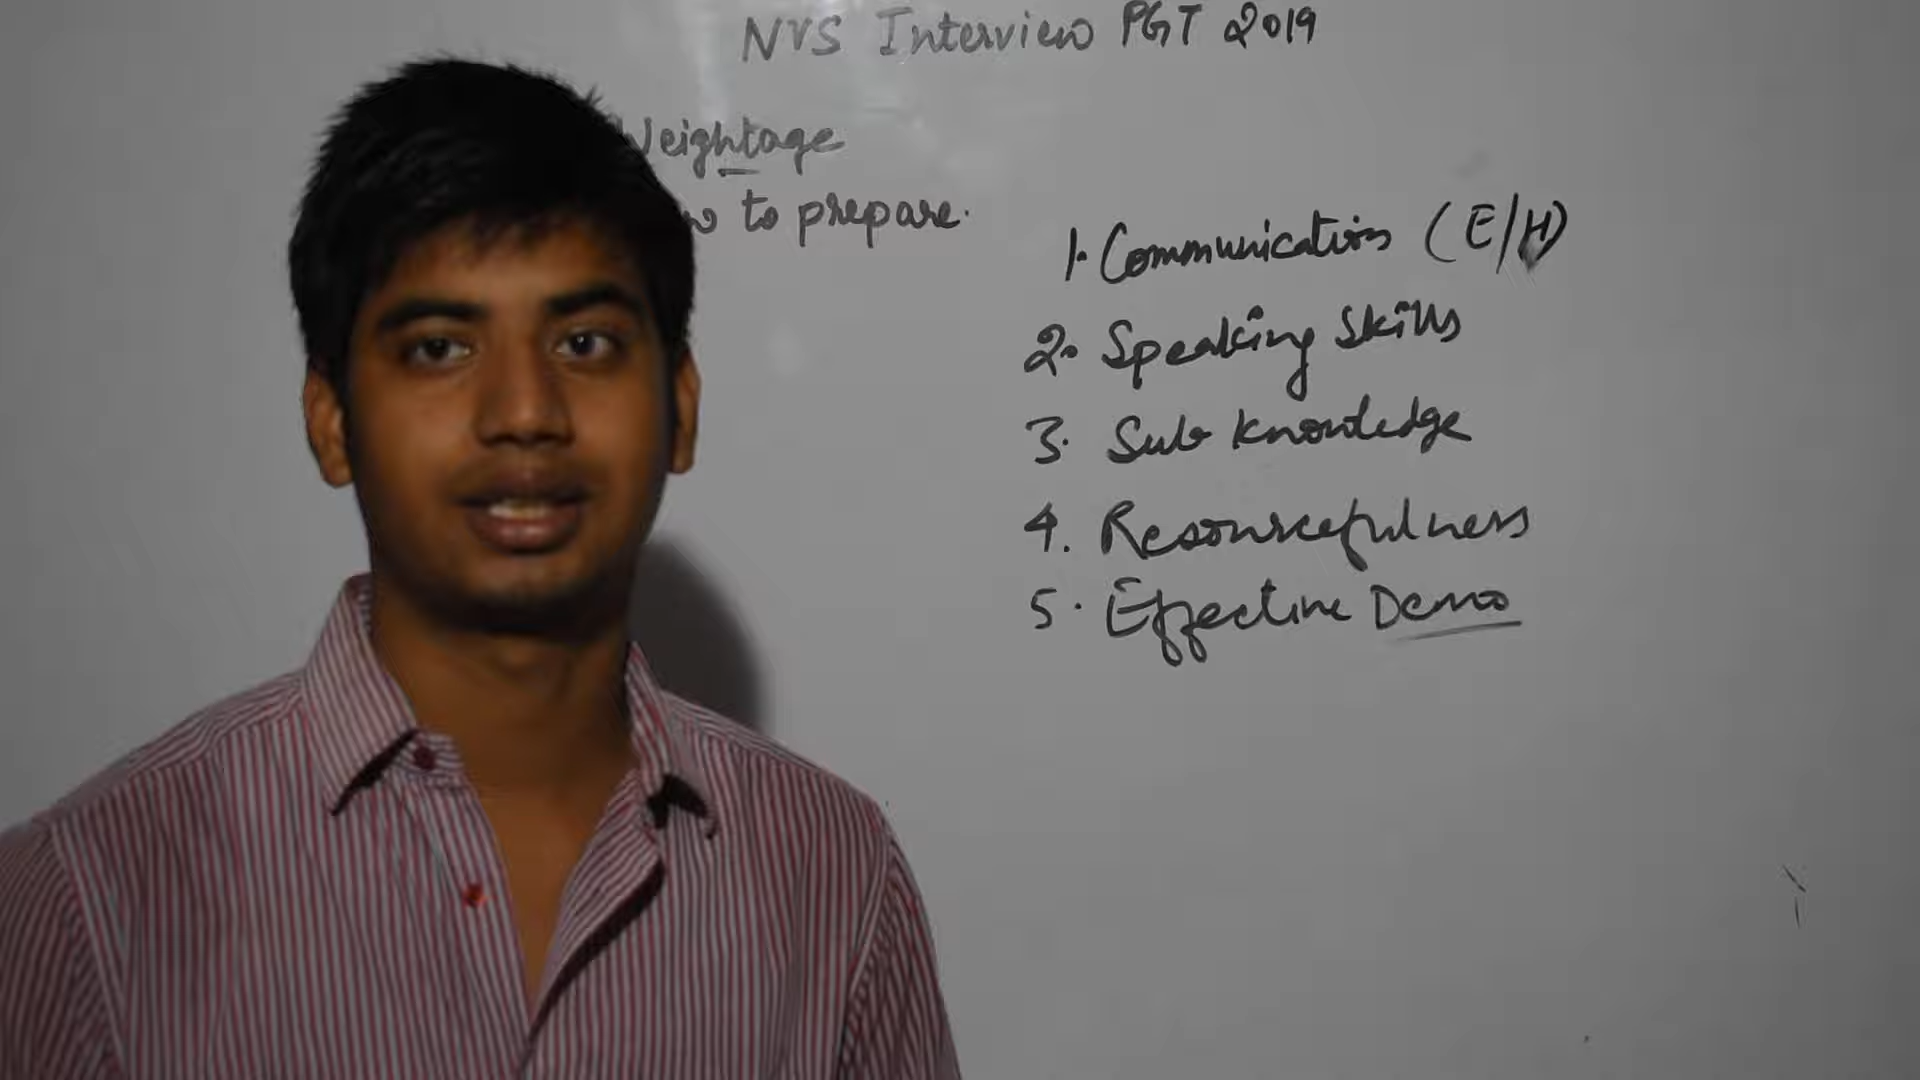 NVS Interview PGT 2019
Weightage
to prepare.
1. Communication (E/H)
2. Speaking Skills
3. Sub knowledge
4. Resourcefulness
5. Effective Demo